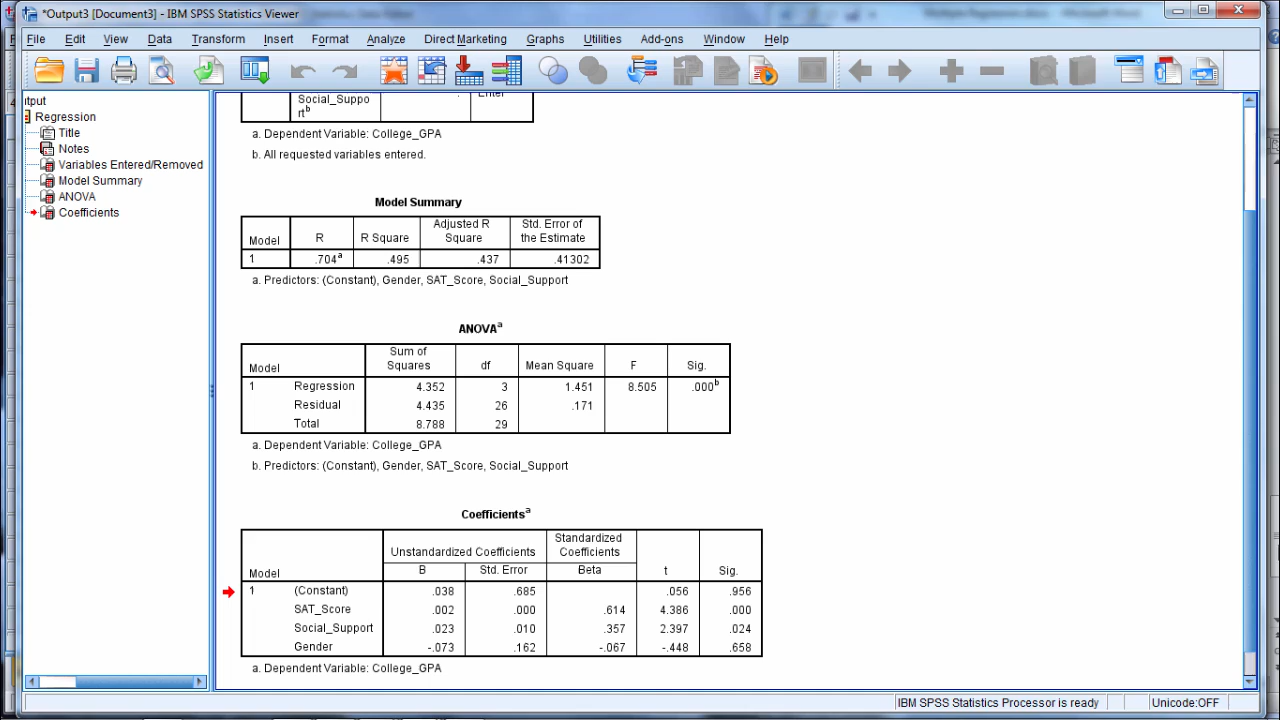 *Output3 [Document3] - IBM SPSS Statistics Viewer
File Edit View Data Transform Insert Format Analyze Direct Marketing Graphs Utilities Add-ons Window Help
tput
Regression
Title
Notes
Variables Entered/Removed
Model Summary
ANOVA
Coefficients
Social_Suppo . Enter
rt b
a. Dependent Variable: College_GPA
b. All requested variables entered.
Model Summary
Adjusted R Std. Error of
Model R R Square Square the Estimate
1 .704a .495 .437 .41302
a. Predictors: (Constant), Gender, SAT_Score, Social_Support
ANOVAa
Sum of
Model Squares df Mean Square F Sig.
1 Regression 4.352 3 1.451 8.505 .000b
Residual 4.435 26 .171
Total 8.788 29
a. Dependent Variable: College_GPA
b. Predictors: (Constant), Gender, SAT_Score, Social_Support
Coefficientsa
Standardized
Unstandardized Coefficients Coefficients
Model B Std. Error Beta t Sig.
1 (Constant) .038 .685 .056 .956
SAT_Score .002 .000 .614 4.386 .000
Social_Support .023 .010 .357 2.397 .024
Gender -.073 .162 -.067 -.448 .658
a. Dependent Variable: College_GPA
IBM SPSS Statistics Processor is ready Unicode:OFF